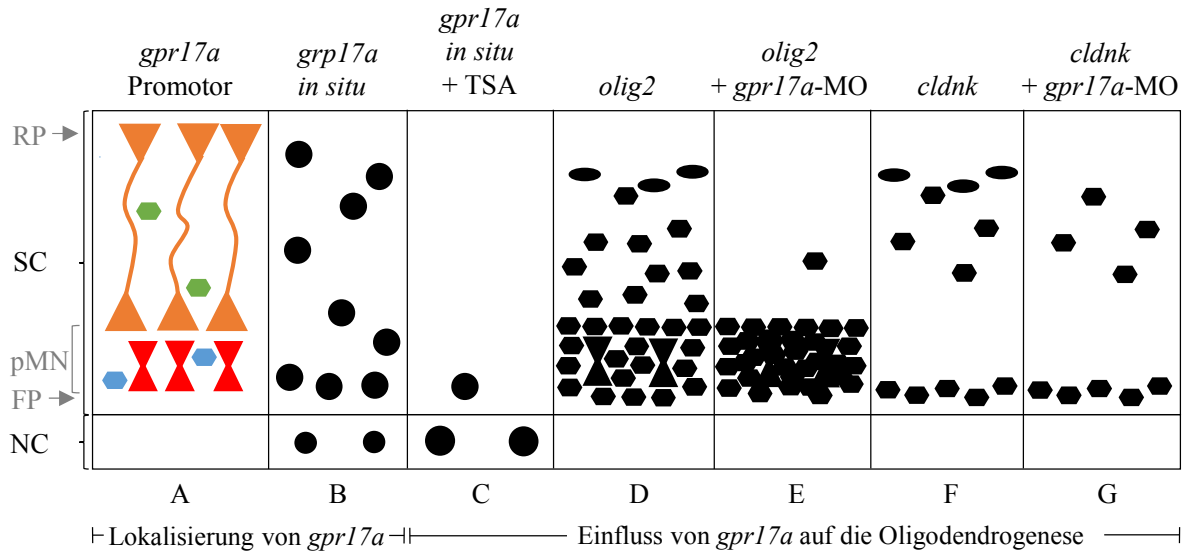 gpr17a
Promotor
grp17a
in situ
gpr17a
in situ
+ TSA
olig2
olig2
+ gpr17a-MO
cldnk
cldnk
+ gpr17a-MO
RP
SC
pMN
FP
NC
A
B
C
D
E
F
G
Lokalisierung von gpr17a
Einfluss von gpr17a auf die Oligodendrogenese